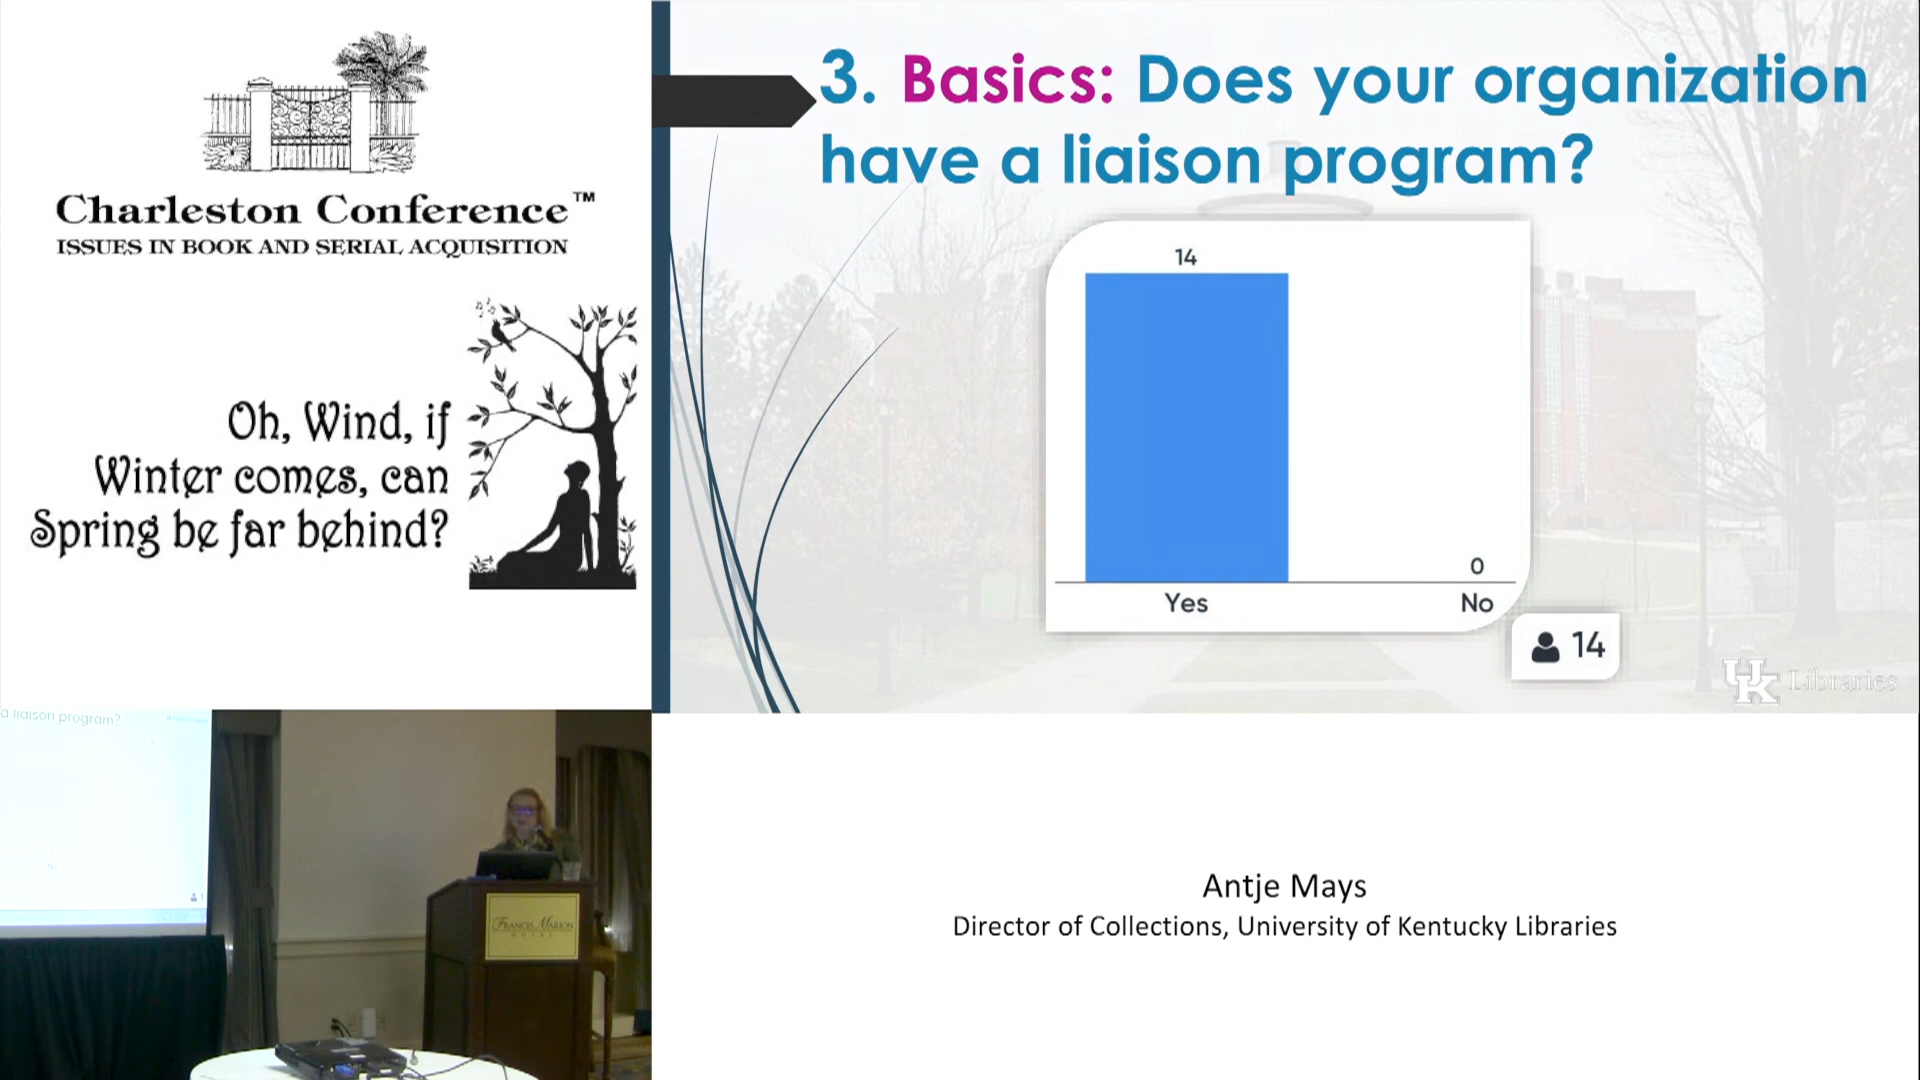 Charleston Conference™
ISSUES IN BOOK AND SERIAL ACQUISITION
Oh, Wind, if
Winter comes, can
Spring be far behind?
3. Basics: Does your organization
have a liaison program?
14
0
Yes
No
14
UK Libraries
a liaison program?
FRANCIS MARION
HOTEL
Antje Mays
Director of Collections, University of Kentucky Libraries